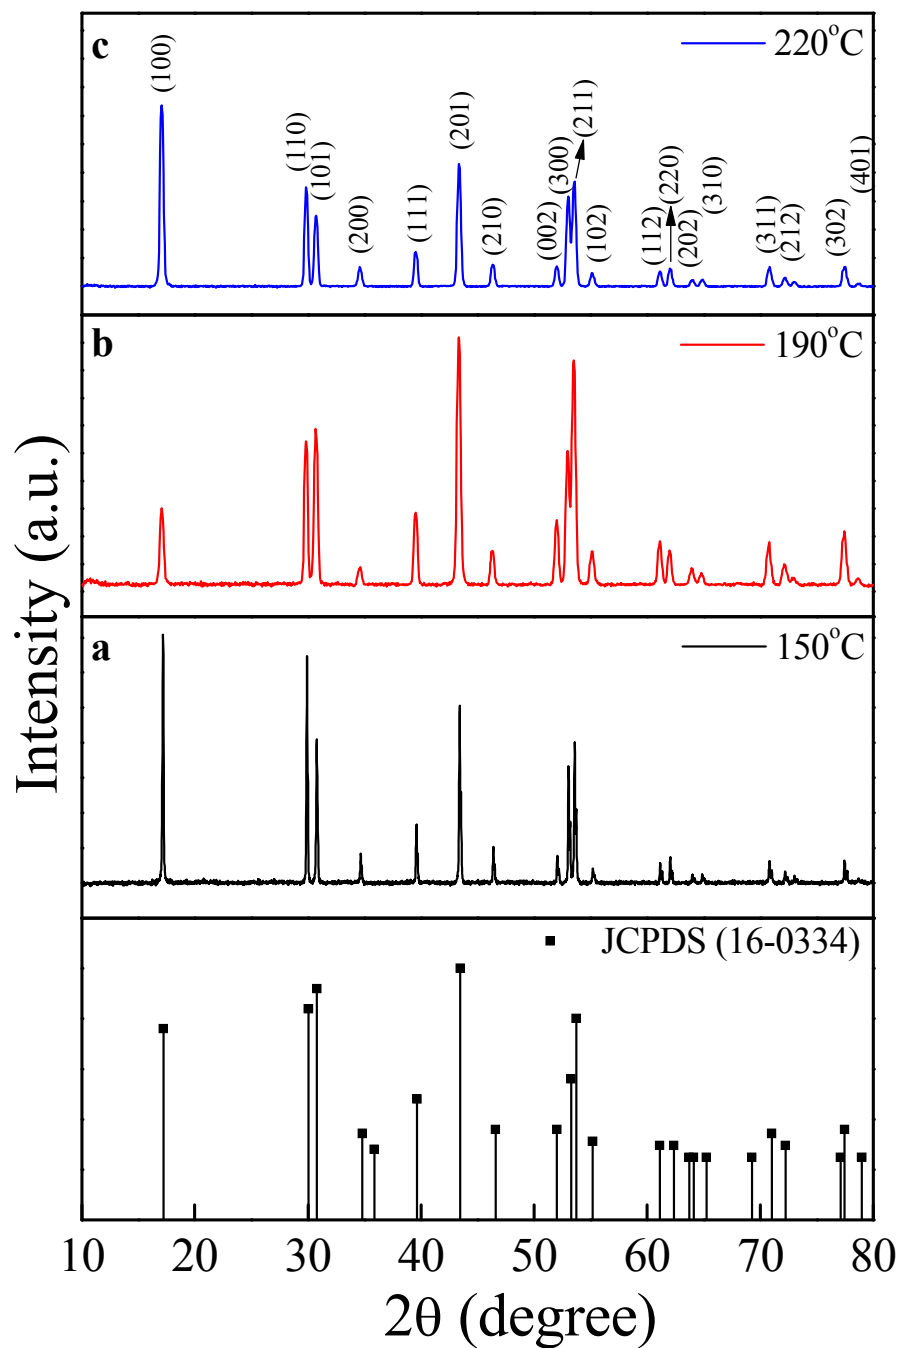 c
220°C
(100)
(110)
(101)
(200)
(111)
(201)
(210)
(002)
(300)
(211)
(102)
(112)
(220)
(202)
(310)
(311)
(212)
(302)
(401)
b
190°C
a
150°C
JCPDS (16-0334)
Intensity (a.u.)
10 20 30 40 50 60 70 80
2θ (degree)